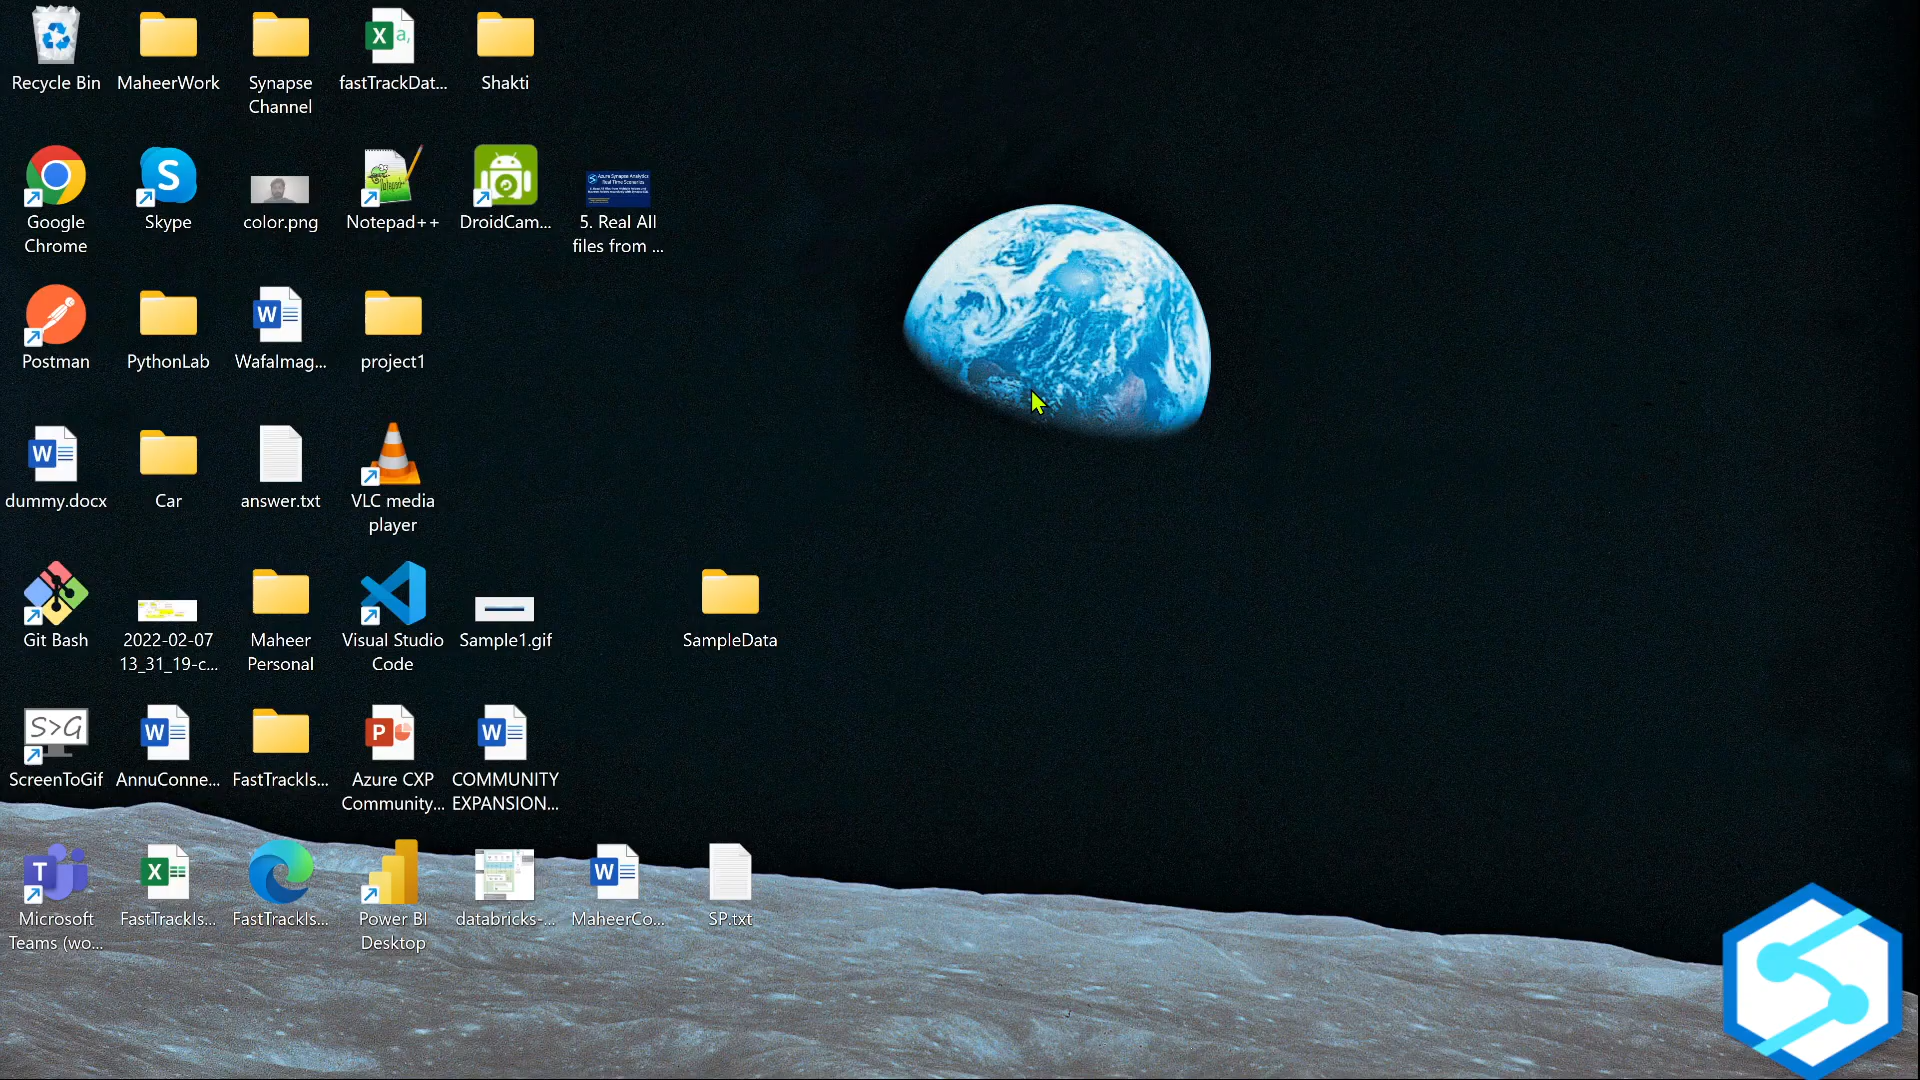 Recycle Bin
MaheerWork
Synapse
Channel
fastTrackDat...
Shakti
Google
Chrome
Skype
color.png
Notepad++
DroidCam...
5. Real All
files from ...
Postman
PythonLab
WafaImag...
project1
dummy.docx
Car
answer.txt
VLC media
player
Git Bash
2022-02-07
13_31_19-c...
Maheer
Personal
Visual Studio
Code
Sample1.gif
SampleData
S>G
ScreenToGif
AnnuConne...
FastTrackIs...
Azure CXP
Community...
COMMUNITY
EXPANSION...
Microsoft
Teams (wo...
FastTrackIs...
FastTrackIs...
Power BI
Desktop
databricks-...
MaheerCo...
SP.txt